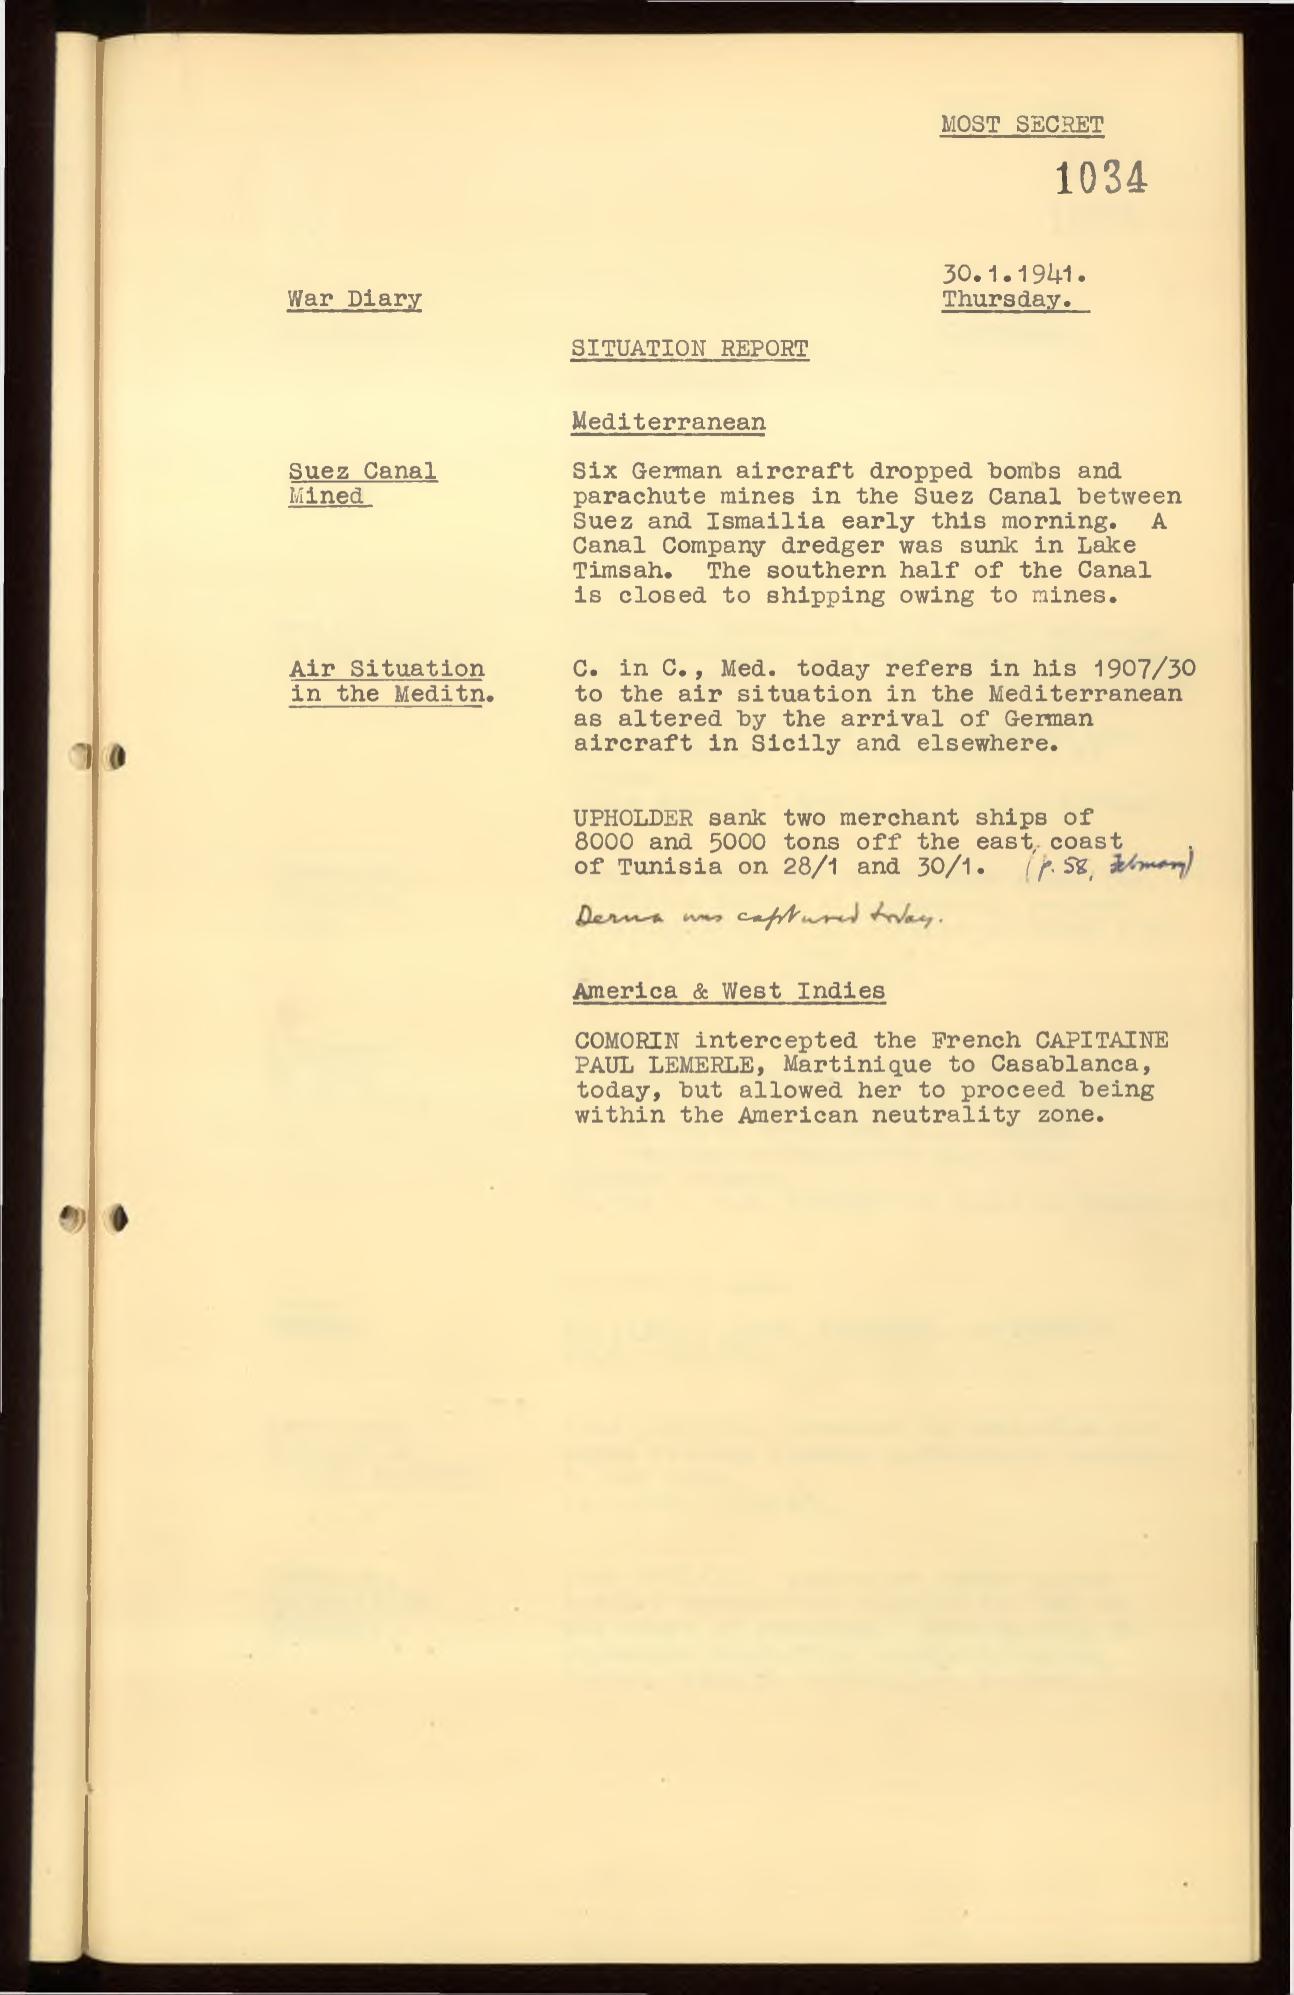 MOST SECRET
1034
30.1.1941.
Thursday.
War Diary
SITUATION REPORT
Mediterranean
Suez Canal
Mined
Six German aircraft dropped bombs and
parachute mines in the Suez Canal between
Suez and Ismailia early this morning. A
Canal Company dredger was sunk in Lake
Timsah. The southern half of the Canal
is closed to shipping owing to mines.
Air Situation
in the Meditn.
C. in C., Med. today refers in his 1907/30
to the air situation in the Mediterranean
as altered by the arrival of German
aircraft in Sicily and elsewhere.
UPHOLDER sank two merchant ships of
8000 and 5000 tons off the east coast
of Tunisia on 28/1 and 30/1. (p. 58, February)
Derna was captured today.
America & West Indies
COMORIN intercepted the French CAPITAINE
PAUL LEMERLE, Martinique to Casablanca,
today, but allowed her to proceed being
within the American neutrality zone.